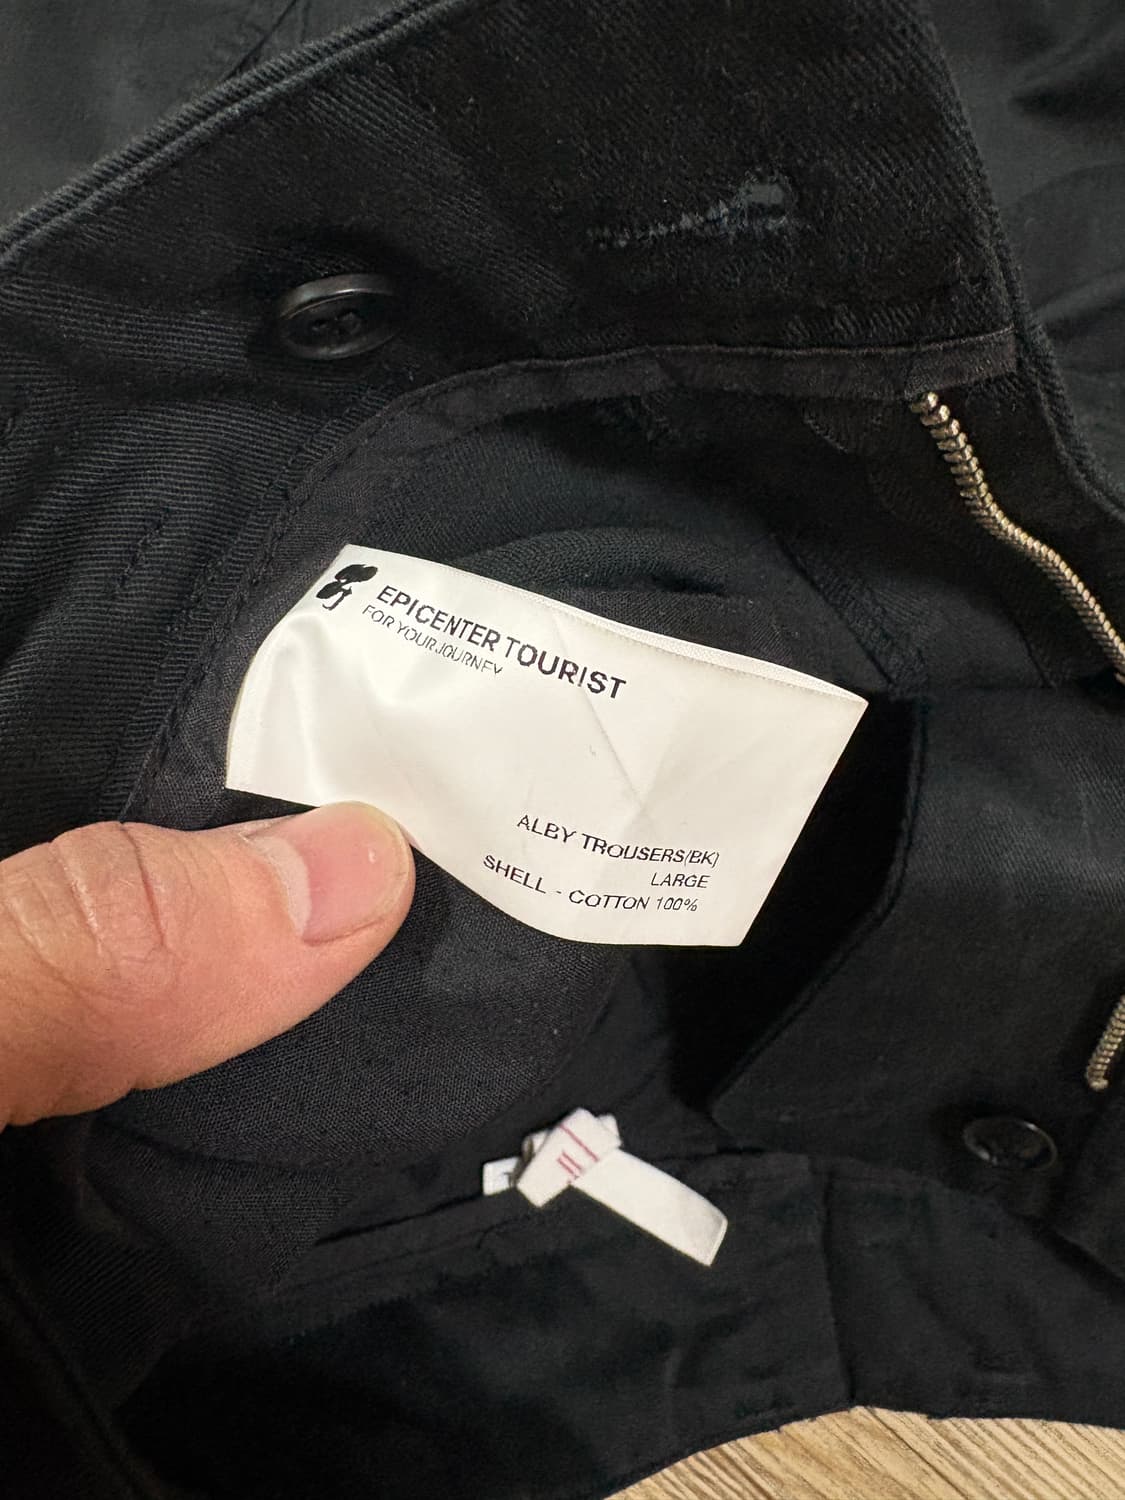 EPICENTER TOURIST
FOR YOUR JOURNEY
ALBY TROUSERS(BK)
LARGE
SHELL - COTTON 100%